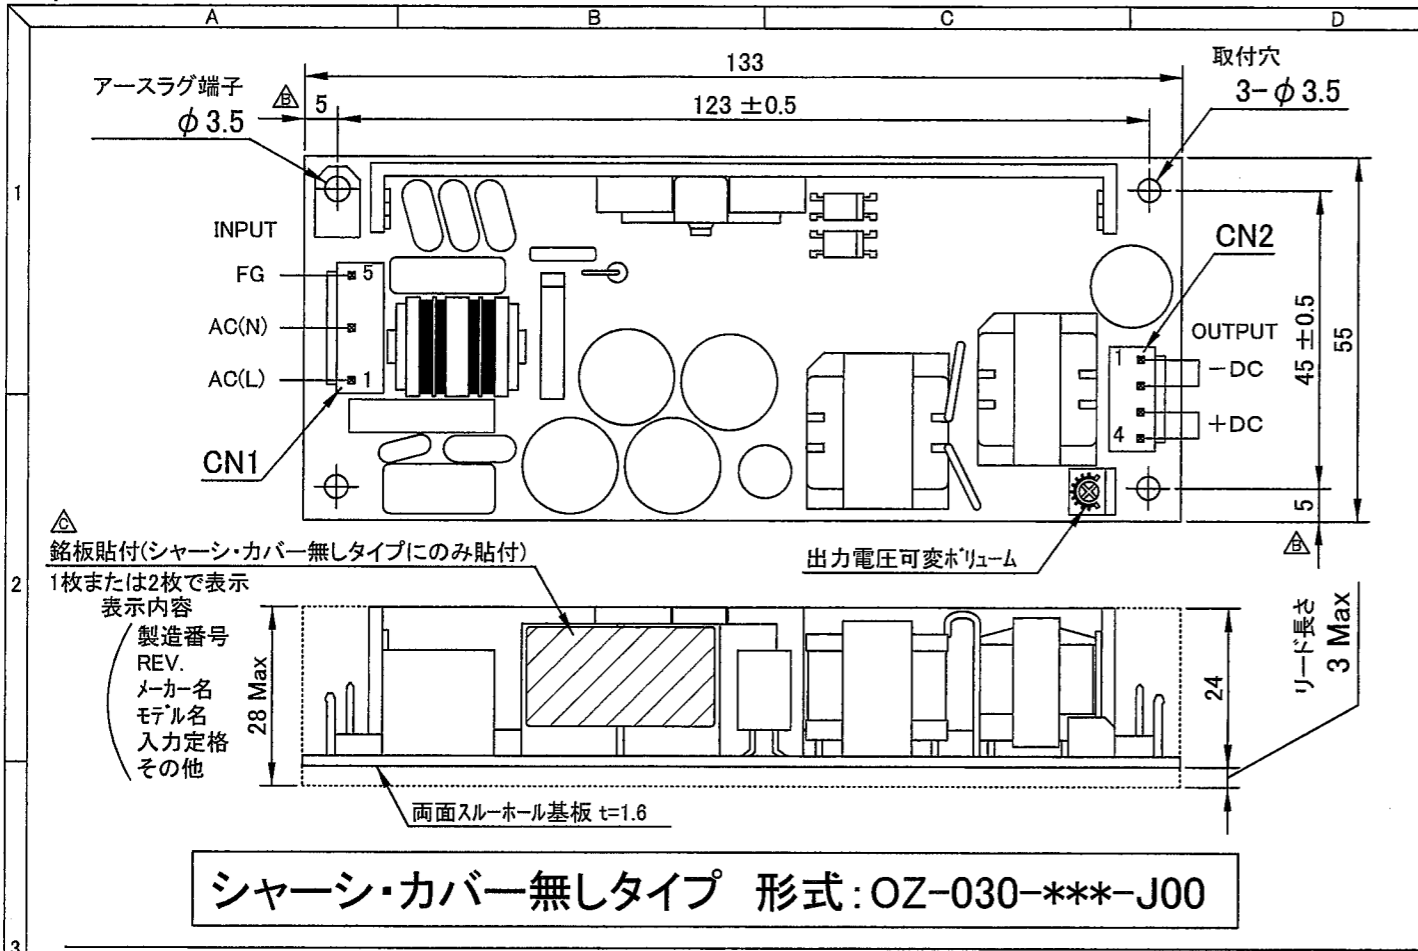 A
B
C
D
1
2
3
133
123 ±0.5
5
B
アースラグ端子
φ3.5
取付穴
3-φ3.5
INPUT
FG
AC(N)
AC(L)
5
1
CN1
CN2
OUTPUT
-DC
+DC
1
4
45 ±0.5
55
5
B
C
銘板貼付(シャーシ・カバー無しタイプにのみ貼付)
1枚または2枚で表示
表示内容
製造番号
REV.
メーカー名
モデル名
入力定格
その他
出力電圧可変ボリューム
28 Max
24
リード長さ
3 Max
両面スルーホール基板 t=1.6
シャーシ・カバー無しタイプ 形式:OZ-030-***-J00